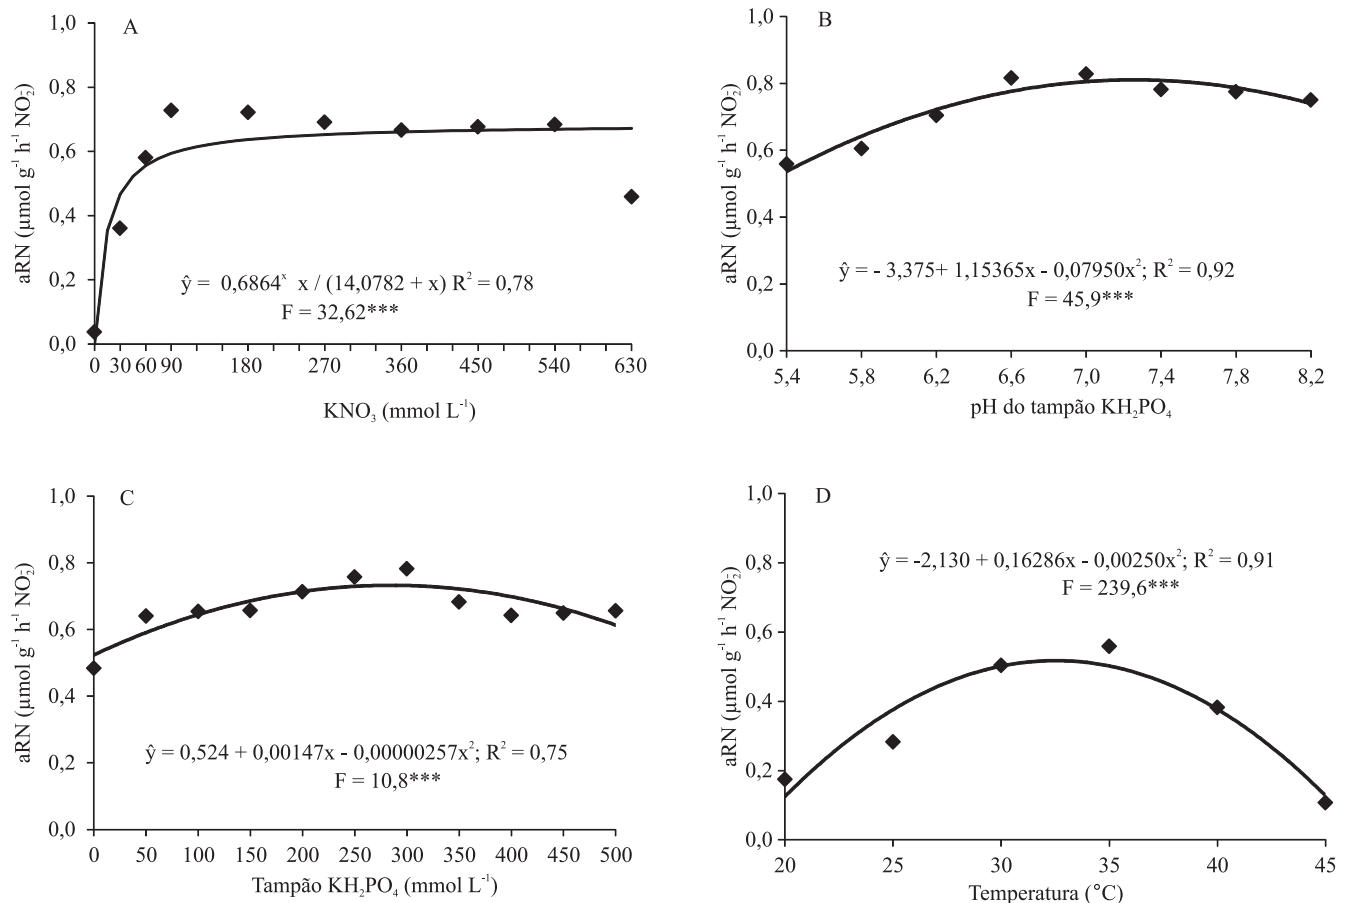 A
aRN (µmol g⁻¹ h⁻¹ NO₂⁻)
1,0
0,8
0,6
0,4
0,2
0,0
ŷ = 0,6864ˣ x / (14,0782 + x) R² = 0,78
F = 32,62***
0 30 60 90 180 270 360 450 540 630
KNO₃ (mmol L⁻¹)
B
aRN (µmol g⁻¹ h⁻¹ NO₂⁻)
1,0
0,8
0,6
0,4
0,2
0,0
ŷ = - 3,375+ 1,15365x - 0,07950x²; R² = 0,92
F = 45,9***
5,4 5,8 6,2 6,6 7,0 7,4 7,8 8,2
pH do tampão KH₂PO₄
C
aRN (µmol g⁻¹ h⁻¹ NO₂⁻)
1,0
0,8
0,6
0,4
0,2
0,0
ŷ = 0,524 + 0,00147x - 0,00000257x²; R² = 0,75
F = 10,8***
0 50 100 150 200 250 300 350 400 450 500
Tampão KH₂PO₄ (mmol L⁻¹)
D
aRN (µmol g⁻¹ h⁻¹ NO₂⁻)
1,0
0,8
0,6
0,4
0,2
0,0
ŷ = -2,130 + 0,16286x - 0,00250x²; R² = 0,91
F = 239,6***
20 25 30 35 40 45
Temperatura (°C)